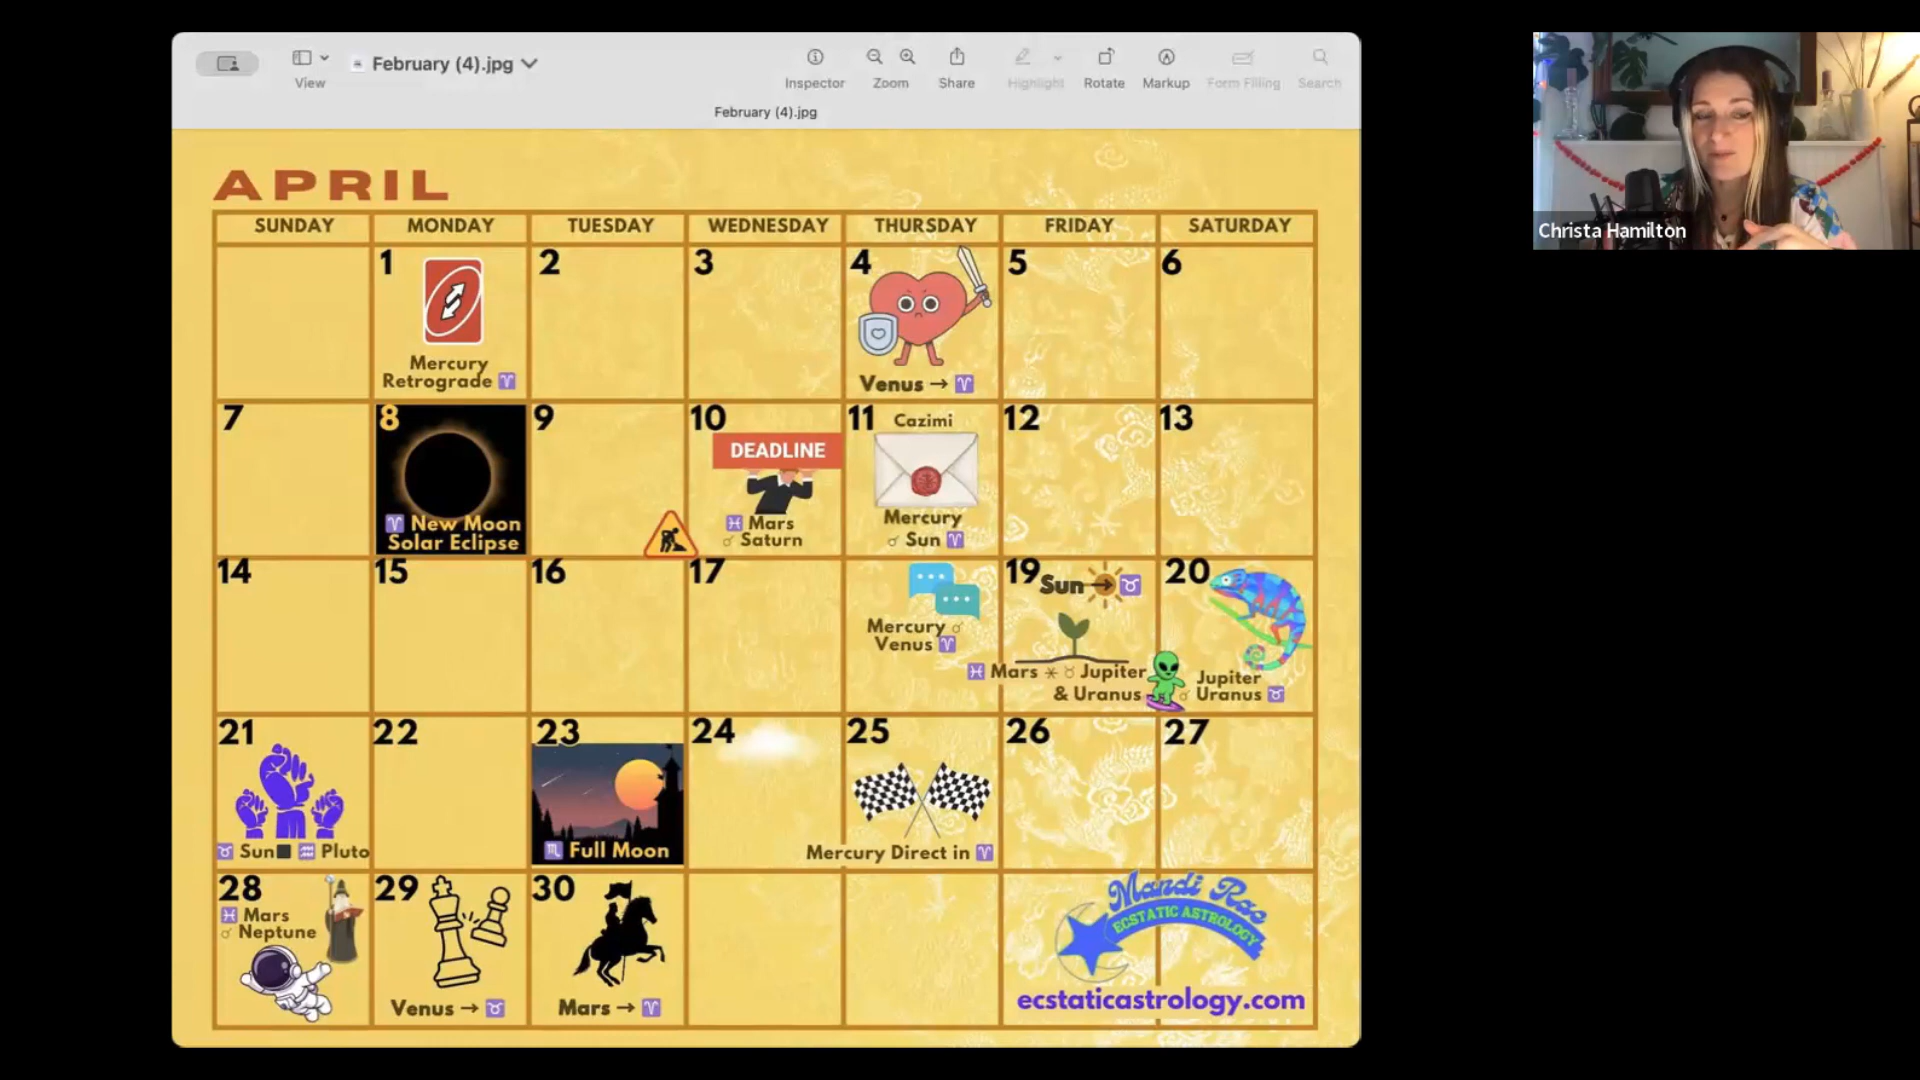 February (4).jpg
View
Inspector
Zoom
Share
Highlight
Rotate
Markup
Form Filling
Search
February (4).jpg
Christa Hamilton
APRIL
SUNDAY
MONDAY
TUESDAY
WEDNESDAY
THURSDAY
FRIDAY
SATURDAY
1
Mercury
Retrograde ♈
2
3
4
Venus → ♈
5
6
7
8
♈ New Moon
Solar Eclipse
9
10
DEADLINE
♓ Mars
☌ Saturn
11
Cazimi
Mercury
☌ Sun ♈
12
13
14
15
16
17
Mercury ☌
Venus ♈
19
Sun → ♉
♓ Mars ⚹ ♉ Jupiter
& Uranus
20
Jupiter
☌ Uranus ♉
21
♉ Sun ■ ♒ Pluto
22
23
♏ Full Moon
24
25
Mercury Direct in ♈
26
27
28
♓ Mars
☌ Neptune
29
Venus → ♉
30
Mars → ♈
Mandi Rae
ECSTATIC ASTROLOGY
ecstaticastrology.com